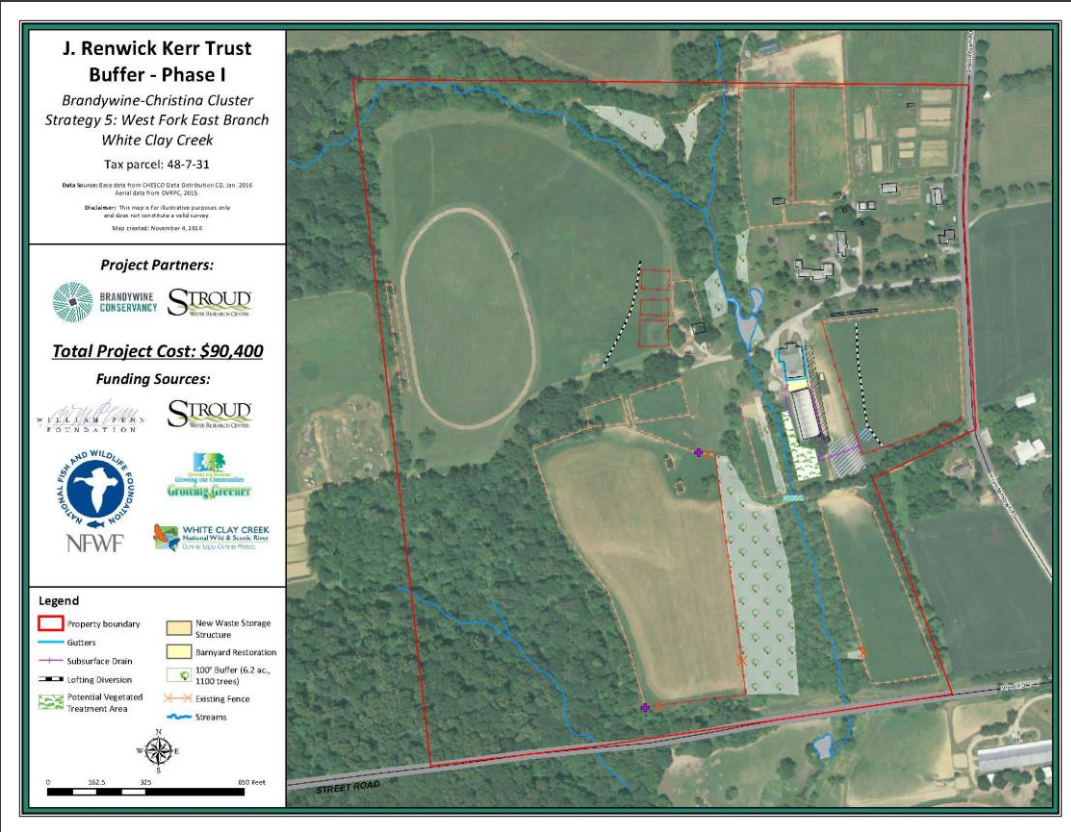 J. Renwick Kerr Trust
Buffer - Phase I
Brandywine-Christina Cluster
Strategy 5: West Fork East Branch
White Clay Creek
Tax parcel: 48-7-31
Data Source: Base data from CHESCO Data Distribution CD, Jan. 2016
Aerial data from DVRPC, 2015.
Disclaimer: This map is for illustrative purposes only
and does not constitute a valid survey.
Map created: November 4, 2016
Project Partners:
BRANDYWINE
CONSERVANCY
STROUD
WATER RESEARCH CENTER
Total Project Cost: $90,400
Funding Sources:
WILLIAM PENN
FOUNDATION
STROUD
WATER RESEARCH CENTER
NATIONAL FISH AND WILDLIFE FOUNDATION
NFWF
Growing our Communities
Growing Greener
WHITE CLAY CREEK
National Wild & Scenic River
Legend
Property boundary
Gutters
Subsurface Drain
Lofting Diversion
Potential Vegetated
Treatment Area
New Waste Storage
Structure
Barnyard Restoration
100' Buffer (6.2 ac.,
1100 trees)
Existing Fence
Streams
N
W
E
S
0 162.5 325 650 Feet
STREET ROAD